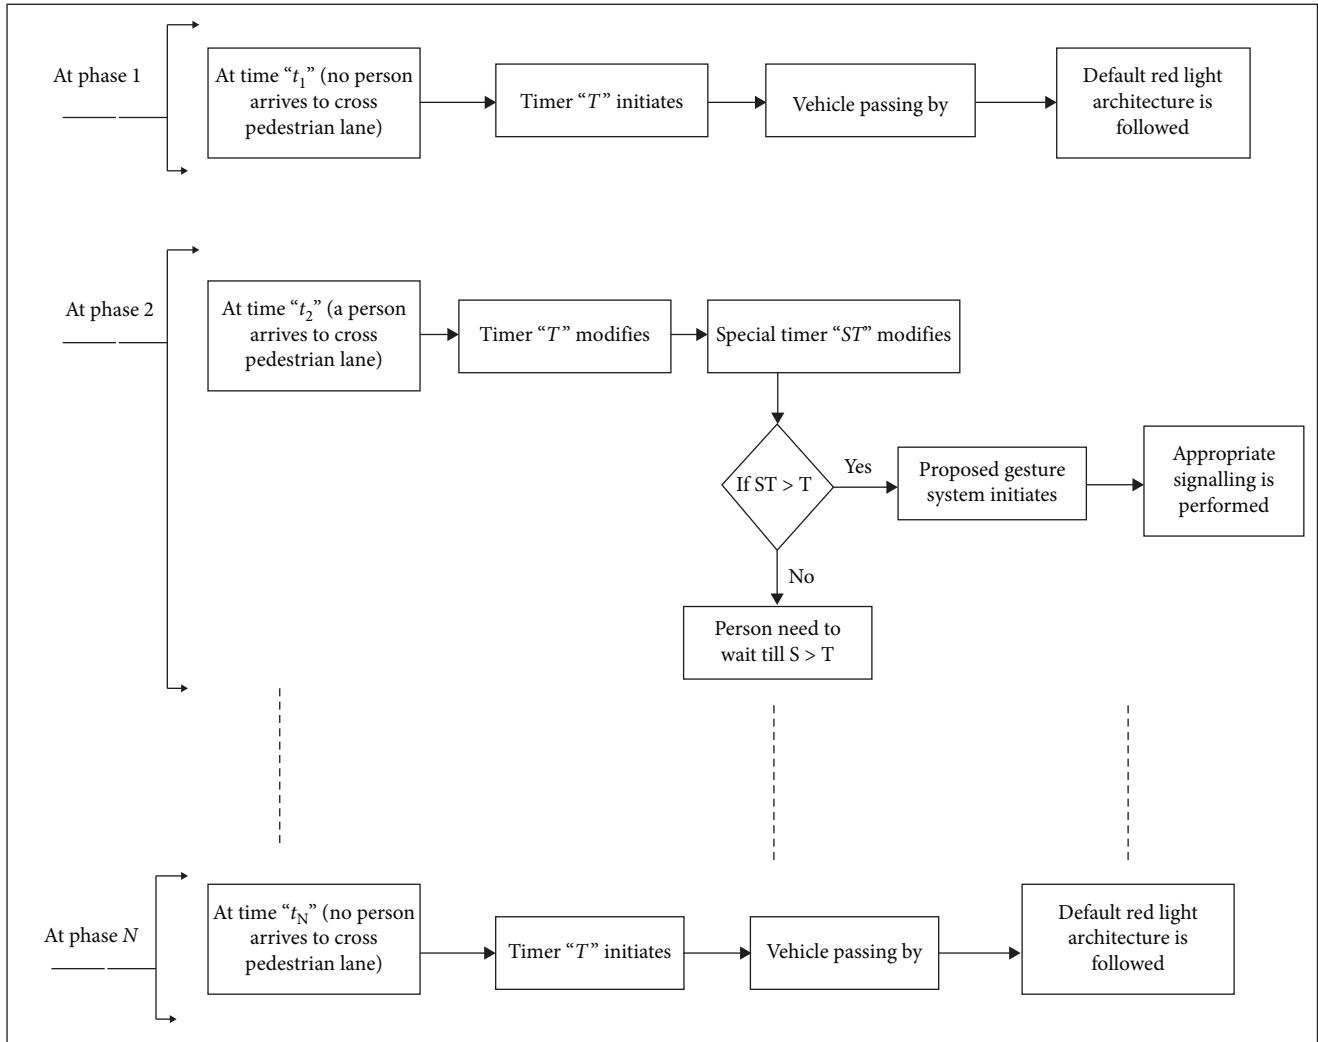 At phase 1
At time “t1” (no person
arrives to cross
pedestrian lane)
Timer “T” initiates
Vehicle passing by
Default red light
architecture is
followed
At phase 2
At time “t2” (a person
arrives to cross
pedestrian lane)
Timer “T” modifies
Special timer “ST” modifies
If ST > T
Yes
Proposed gesture
system initiates
Appropriate
signalling is
performed
No
Person need to
wait till S > T
At phase N
At time “tN” (no person
arrives to cross
pedestrian lane)
Timer “T” initiates
Vehicle passing by
Default red light
architecture is
followed